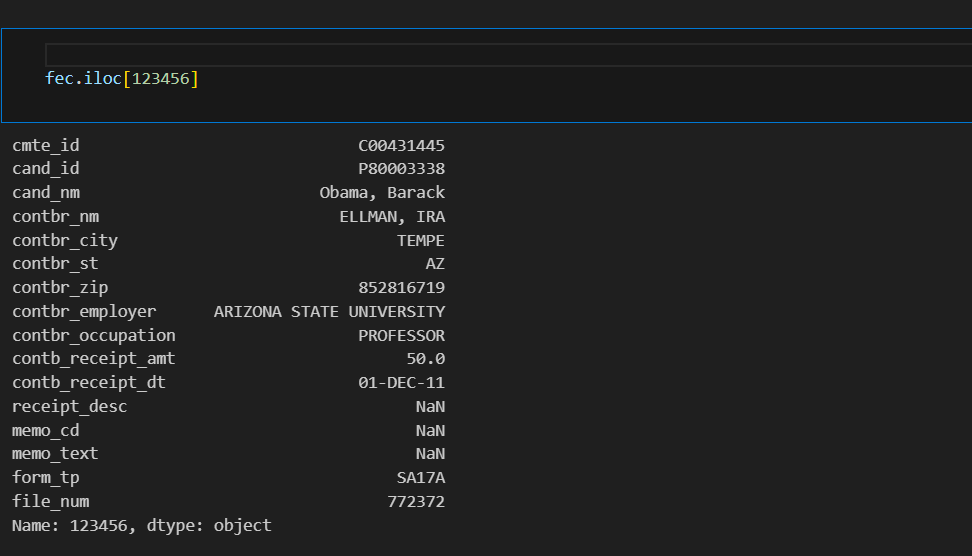 fec.iloc[123456]
cmte_id C00431445
cand_id P80003338
cand_nm Obama, Barack
contbr_nm ELLMAN, IRA
contbr_city TEMPE
contbr_st AZ
contbr_zip 852816719
contbr_employer ARIZONA STATE UNIVERSITY
contbr_occupation PROFESSOR
contb_receipt_amt 50.0
contb_receipt_dt 01-DEC-11
receipt_desc NaN
memo_cd NaN
memo_text NaN
form_tp SA17A
file_num 772372
Name: 123456, dtype: object